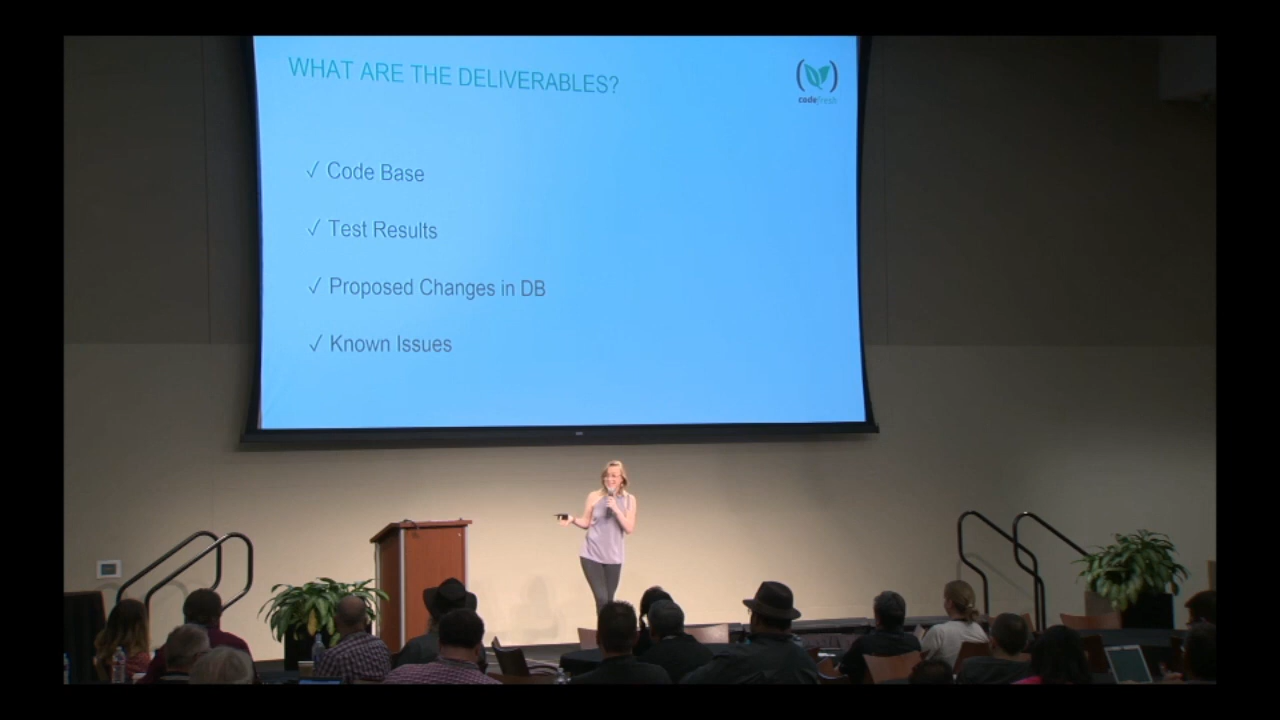 WHAT ARE THE DELIVERABLES?
codefresh
✓ Code Base
✓ Test Results
✓ Proposed Changes in DB
✓ Known Issues